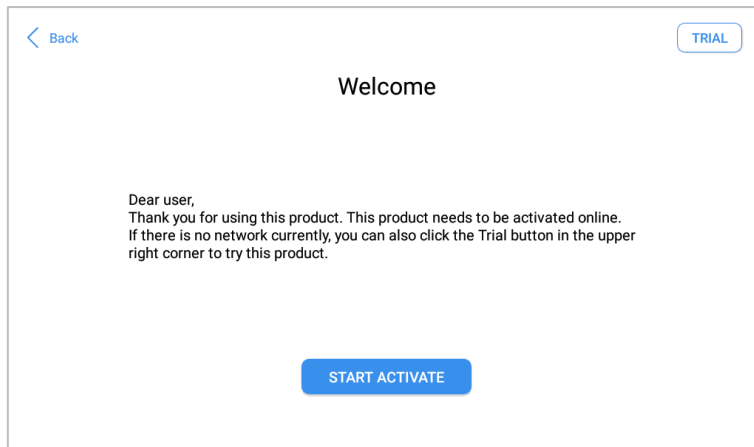 Back
TRIAL
Welcome
Dear user,
Thank you for using this product. This product needs to be activated online.
If there is no network currently, you can also click the Trial button in the upper
right corner to try this product.
START ACTIVATE